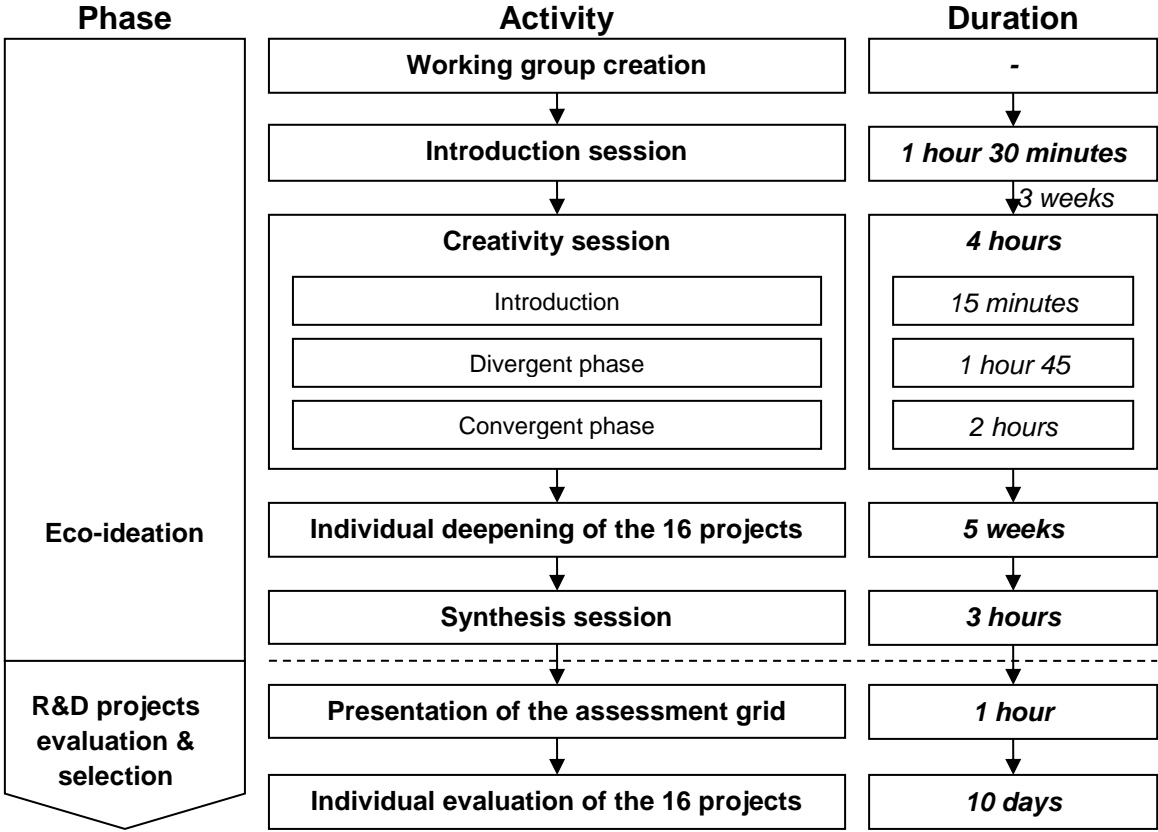 Phase Activity Duration
Working group creation -
Introduction session 1 hour 30 minutes
3 weeks
Creativity session 4 hours
Introduction 15 minutes
Divergent phase 1 hour 45
Convergent phase 2 hours
Eco-ideation Individual deepening of the 16 projects 5 weeks
Synthesis session 3 hours
R&D projects
evaluation &
selection
Presentation of the assessment grid 1 hour
Individual evaluation of the 16 projects 10 days